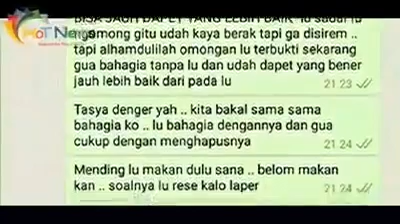 BISA JAUH DAPET YANG LEBIH BAIK" lu sadar lu
ngomong gitu udah kaya berak tapi ga disirem ..
tapi alhamdulilah omongan lu terbukti sekarang
gua bahagia tanpa lu dan udah dapet yang bener
jauh lebih baik dari pada lu
21.23
Tasya denger yah .. kita bakal sama sama
bahagia ko .. lu bahagia dengannya dan gua
cukup dengan menghapusnya
21.24
Mending lu makan dulu sana .. belom makan
kan .. soalnya lu rese kalo laper
21.24
HOT News